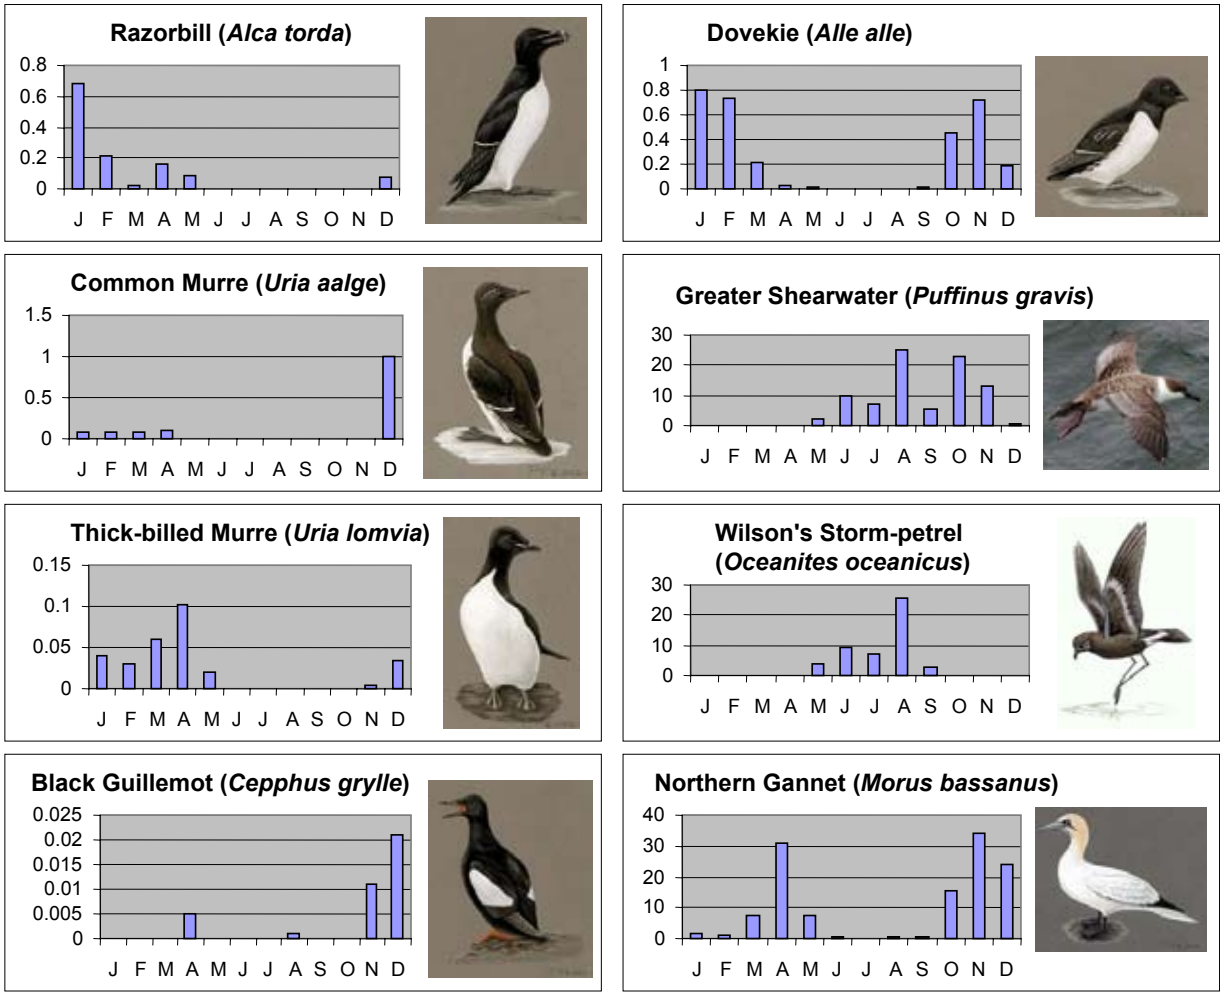 Razorbill (Alca torda)
0.8
0.6
0.4
0.2
0
J F M A M J J A S O N D
Dovekie (Alle alle)
1
0.8
0.6
0.4
0.2
0
J F M A M J J A S O N D
Common Murre (Uria aalge)
1.5
1
0.5
0
J F M A M J J A S O N D
Greater Shearwater (Puffinus gravis)
30
20
10
0
J F M A M J J A S O N D
Thick-billed Murre (Uria lomvia)
0.15
0.1
0.05
0
J F M A M J J A S O N D
Wilson's Storm-petrel
(Oceanites oceanicus)
30
20
10
0
J F M A M J J A S O N D
Black Guillemot (Cepphus grylle)
0.025
0.02
0.015
0.01
0.005
0
J F M A M J J A S O N D
Northern Gannet (Morus bassanus)
40
30
20
10
0
J F M A M J J A S O N D